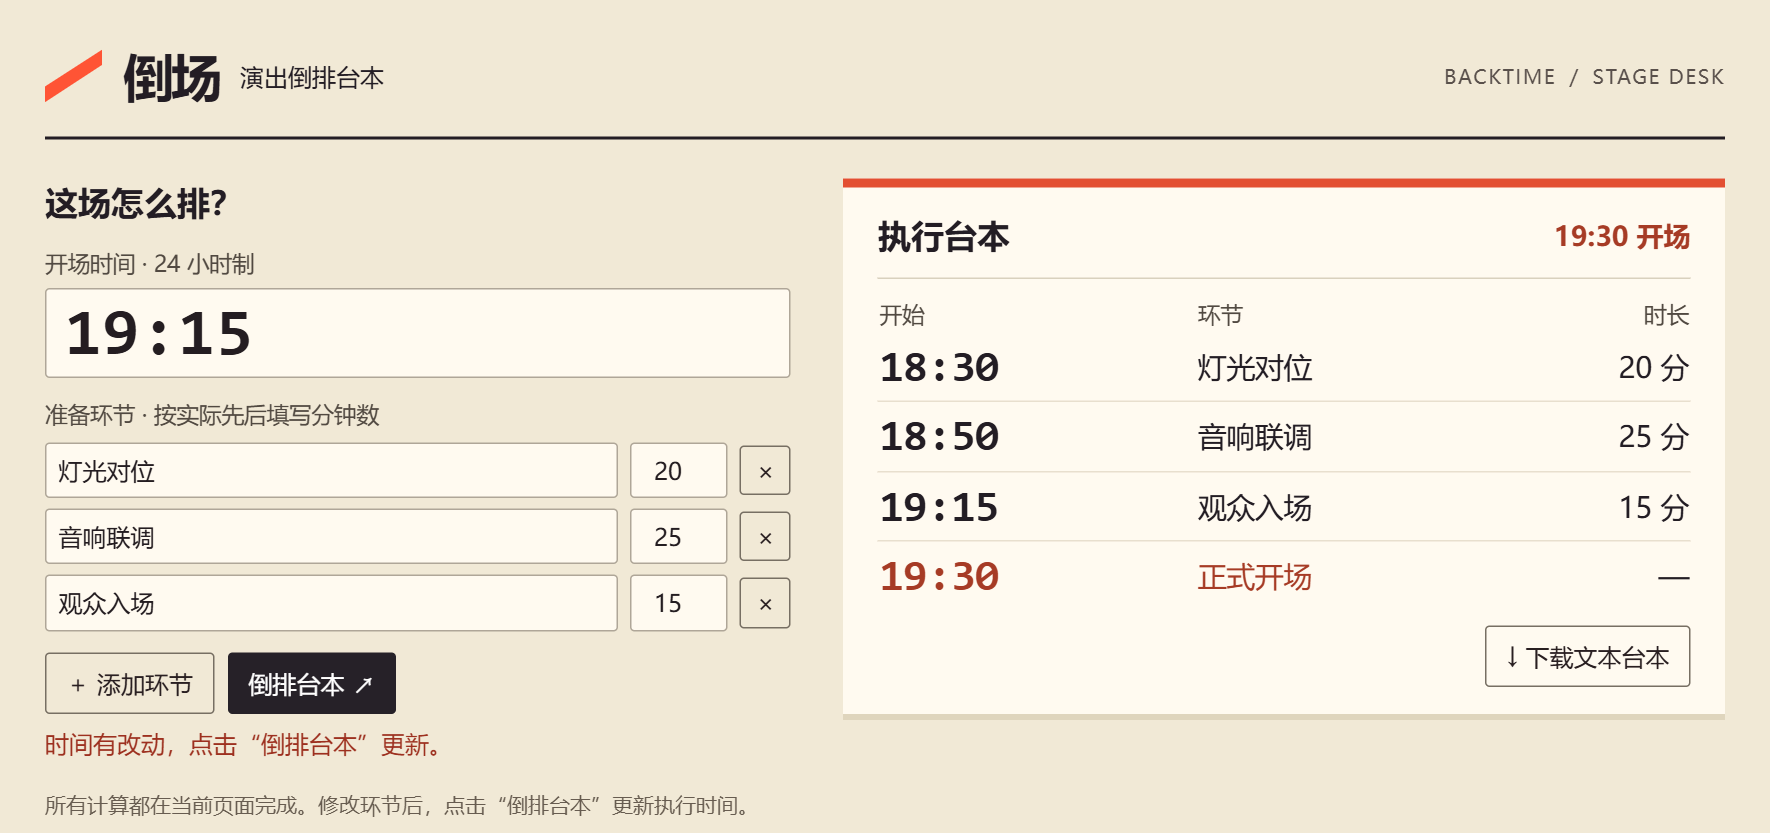 倒场 演出倒排台本
BACKTIME / STAGE DESK
这场怎么排？
开场时间 · 24 小时制
19:15
准备环节 · 按实际先后填写分钟数
灯光对位 20 ×
音响联调 25 ×
观众入场 15 ×
+ 添加环节 倒排台本 ↗
时间有改动，点击“倒排台本”更新。
所有计算都在当前页面完成。修改环节后，点击“倒排台本”更新执行时间。
执行台本 19:30 开场
开始 环节 时长
18:30 灯光对位 20 分
18:50 音响联调 25 分
19:15 观众入场 15 分
19:30 正式开场 —
↓ 下载文本台本